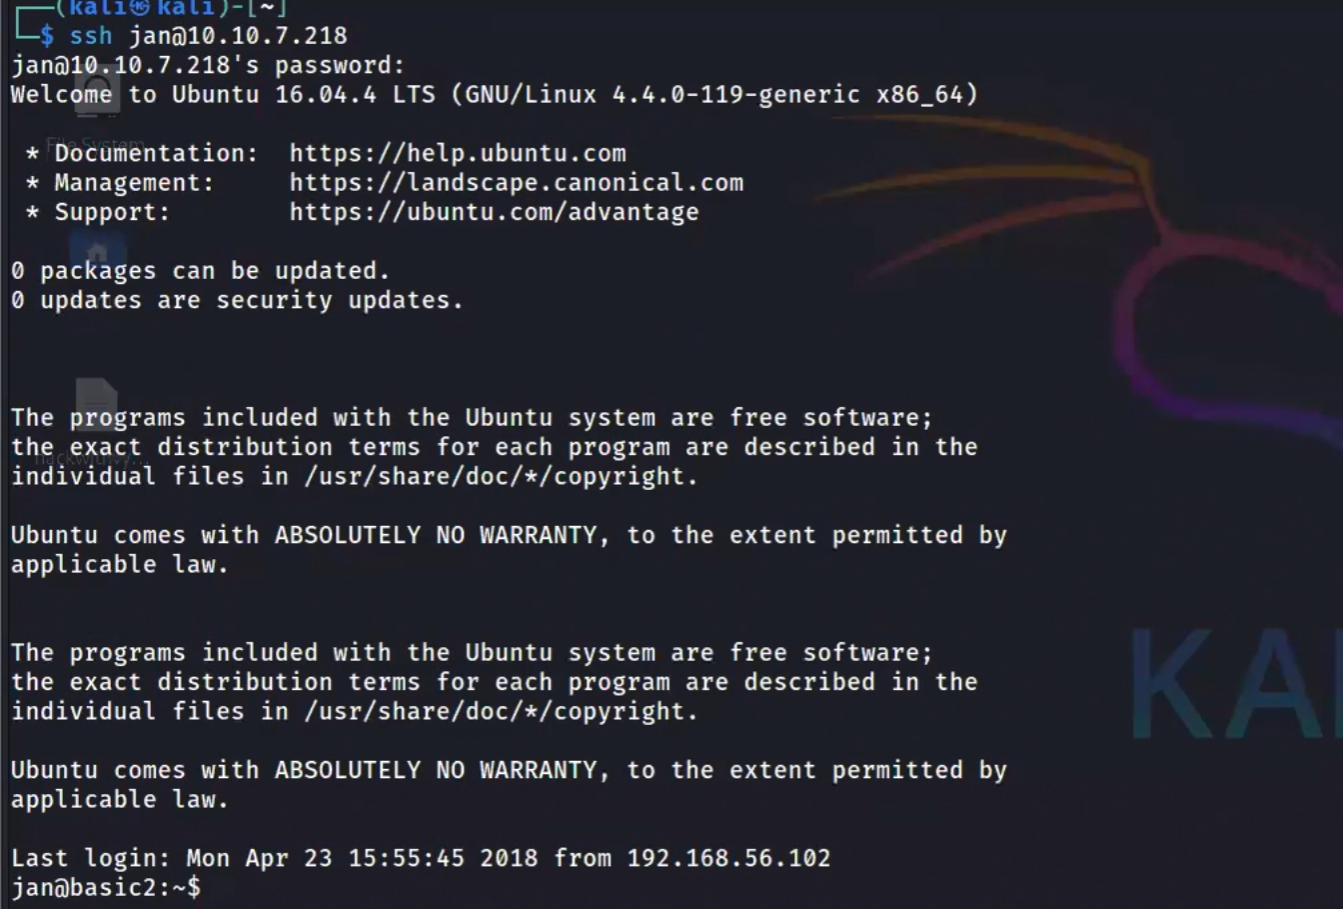 (kali㉿kali)-[~]
$ ssh jan@10.10.7.218
jan@10.10.7.218's password:
Welcome to Ubuntu 16.04.4 LTS (GNU/Linux 4.4.0-119-generic x86_64)
File System
* Documentation:  https://help.ubuntu.com
* Management:     https://landscape.canonical.com
* Support:        https://ubuntu.com/advantage
0 packages can be updated.
0 updates are security updates.
The programs included with the Ubuntu system are free software;
the exact distribution terms for each program are described in the
individual files in /usr/share/doc/*/copyright.
Ubuntu comes with ABSOLUTELY NO WARRANTY, to the extent permitted by
applicable law.
The programs included with the Ubuntu system are free software;
the exact distribution terms for each program are described in the
individual files in /usr/share/doc/*/copyright.
KA
Ubuntu comes with ABSOLUTELY NO WARRANTY, to the extent permitted by
applicable law.
Last login: Mon Apr 23 15:55:45 2018 from 192.168.56.102
jan@basic2:~$